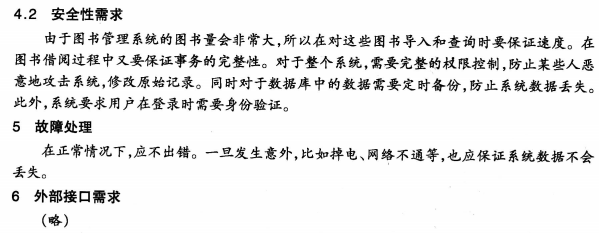 4.2 安全性需求
由于图书管理系统的图书量会非常大,所以在对这些图书导入和查询时要保证速度。在
图书借阅过程中又要保证事务的完整性。对于整个系统,需要完整的权限控制,防止某些人恶
意地攻击系统,修改原始记录。同时对于数据库中的数据需要定时备份,防止系统数据丢失。
此外,系统要求用户在登录时需要身份验证。
5 故障处理
在正常情况下,应不出错。一旦发生意外,比如掉电、网络不通等,也应保证系统数据不会
丢失。
6 外部接口需求
(略)